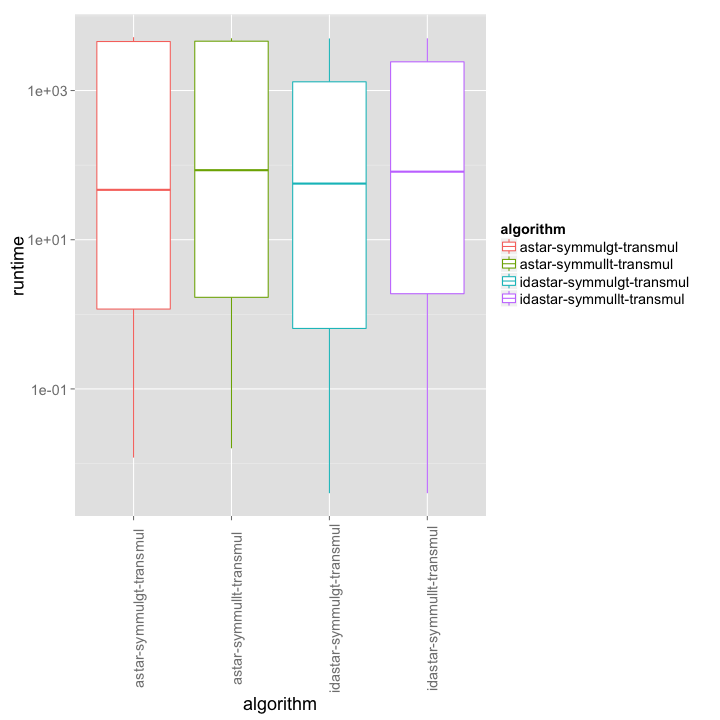 1e+03
1e+01
1e-01
runtime
astar-symmulgt-transmul
astar-symmullt-transmul
idastar-symmulgt-transmul
idastar-symmullt-transmul
algorithm
algorithm
astar-symmulgt-transmul
astar-symmullt-transmul
idastar-symmulgt-transmul
idastar-symmullt-transmul